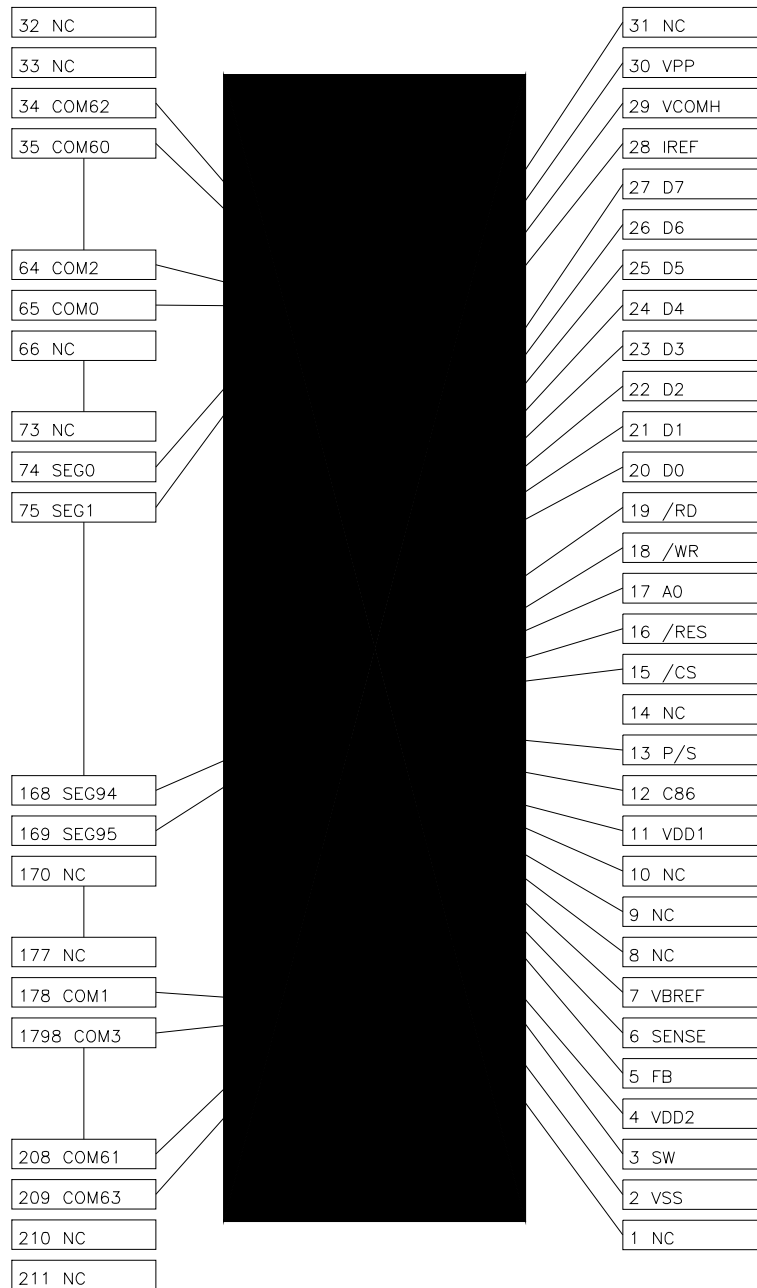 32 NC
33 NC
34 COM62
35 COM60
64 COM2
65 COM0
66 NC
73 NC
74 SEG0
75 SEG1
168 SEG94
169 SEG95
170 NC
177 NC
178 COM1
1798 COM3
208 COM61
209 COM63
210 NC
211 NC
31 NC
30 VPP
29 VCOMH
28 IREF
27 D7
26 D6
25 D5
24 D4
23 D3
22 D2
21 D1
20 D0
19 /RD
18 /WR
17 A0
16 /RES
15 /CS
14 NC
13 P/S
12 C86
11 VDD1
10 NC
9 NC
8 NC
7 VBREF
6 SENSE
5 FB
4 VDD2
3 SW
2 VSS
1 NC